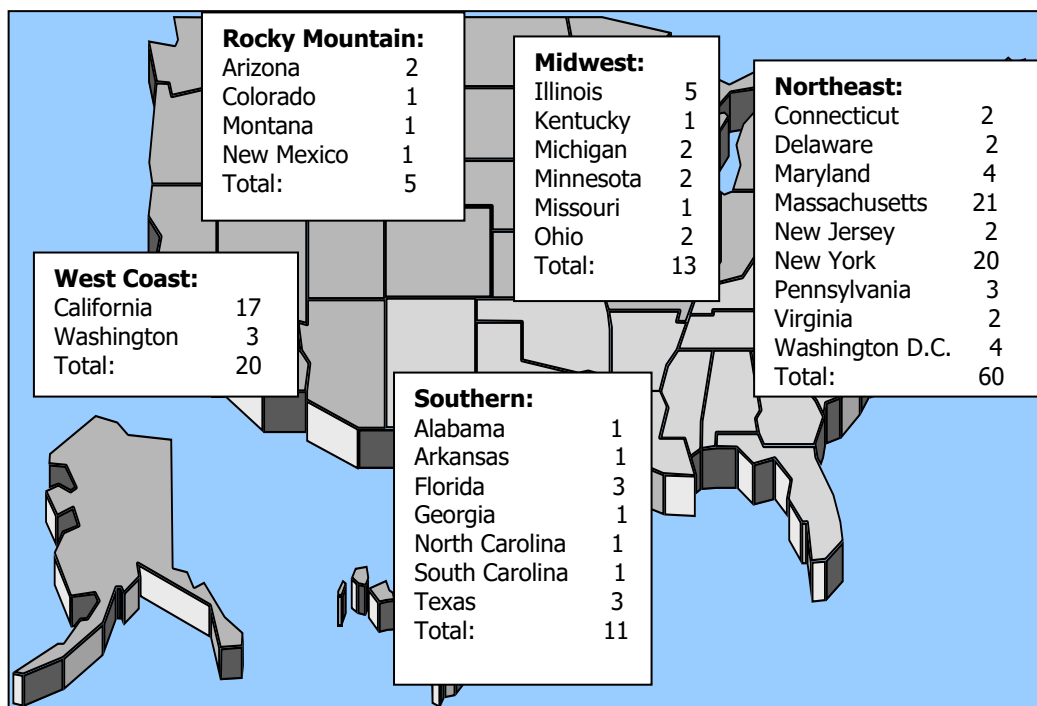 Rocky Mountain:
Arizona 2
Colorado 1
Montana 1
New Mexico 1
Total: 5
Midwest:
Illinois 5
Kentucky 1
Michigan 2
Minnesota 2
Missouri 1
Ohio 2
Total: 13
Northeast:
Connecticut 2
Delaware 2
Maryland 4
Massachusetts 21
New Jersey 2
New York 20
Pennsylvania 3
Virginia 2
Washington D.C. 4
Total: 60
West Coast:
California 17
Washington 3
Total: 20
Southern:
Alabama 1
Arkansas 1
Florida 3
Georgia 1
North Carolina 1
South Carolina 1
Texas 3
Total: 11